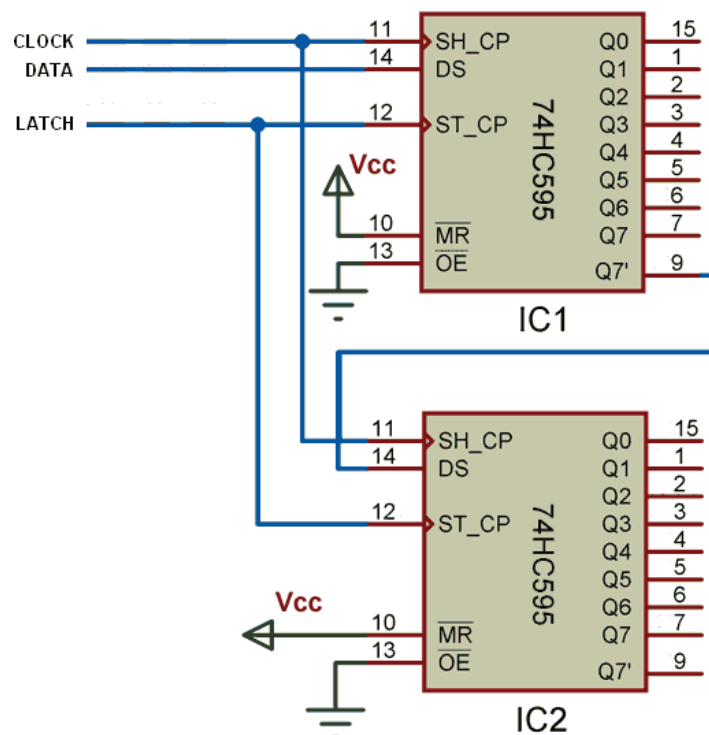 CLOCK 11 SH_CP Q0 15
DATA 14 DS Q1 1
Q2 2
LATCH 12 ST_CP Q3 3
74HC595
Q4 4
Vcc
Q5 5
Q6 6
10 MR Q7 7
13 OE Q7' 9
IC1
11 SH_CP Q0 15
14 DS Q1 1
Q2 2
12 ST_CP Q3 3
74HC595
Q4 4
Q5 5
Vcc
Q6 6
10 MR Q7 7
13 OE Q7' 9
IC2